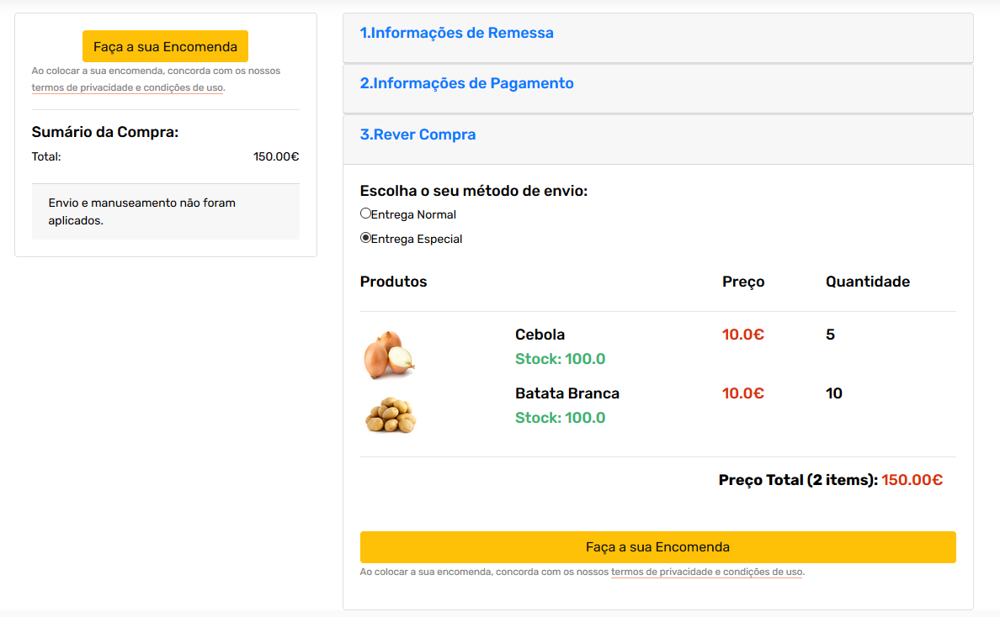 Faça a sua Encomenda
Ao colocar a sua encomenda, concorda com os nossos
termos de privacidade e condições de uso.
Sumário da Compra:
Total: 150.00€
Envio e manuseamento não foram
aplicados.
1.Informações de Remessa
2.Informações de Pagamento
3.Rever Compra
Escolha o seu método de envio:
Entrega Normal
Entrega Especial
Produtos Preço Quantidade
Cebola 10.0€ 5
Stock: 100.0
Batata Branca 10.0€ 10
Stock: 100.0
Preço Total (2 items): 150.00€
Faça a sua Encomenda
Ao colocar a sua encomenda, concorda com os nossos termos de privacidade e condições de uso.